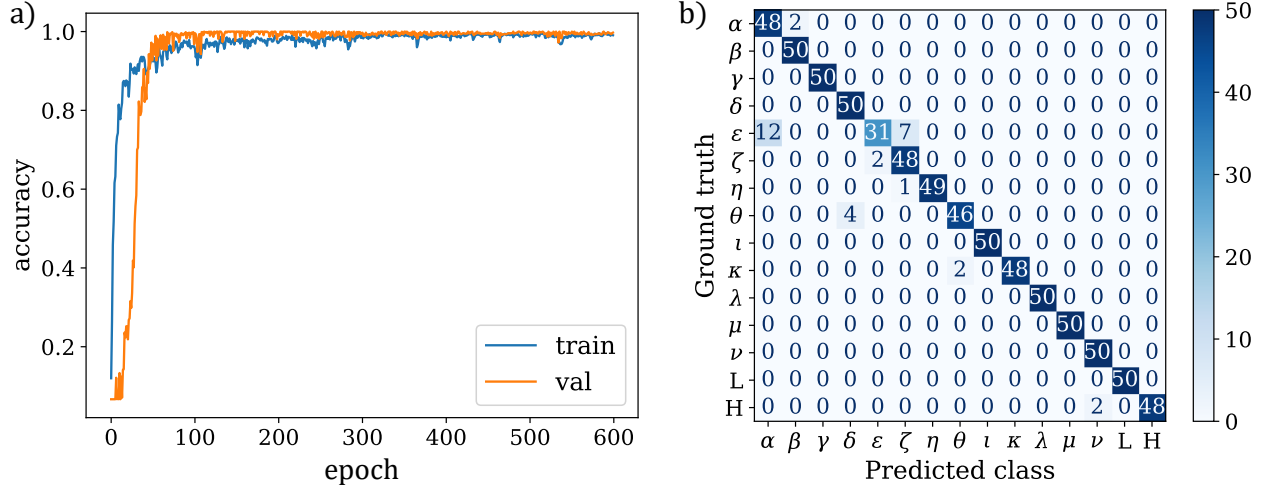 a)
1.0
0.8
0.6
0.4
0.2
accuracy
train
val
0 100 200 300 400 500 600
epoch
b)
Ground truth
α 48 2 0 0 0 0 0 0 0 0 0 0 0 0 0
β 0 50 0 0 0 0 0 0 0 0 0 0 0 0 0
γ 0 0 50 0 0 0 0 0 0 0 0 0 0 0 0
δ 0 0 0 50 0 0 0 0 0 0 0 0 0 0 0
ε 12 0 0 0 31 7 0 0 0 0 0 0 0 0 0
ζ 0 0 0 0 2 48 0 0 0 0 0 0 0 0 0
η 0 0 0 0 0 1 49 0 0 0 0 0 0 0 0
θ 0 0 0 4 0 0 0 46 0 0 0 0 0 0 0
ι 0 0 0 0 0 0 0 0 50 0 0 0 0 0 0
κ 0 0 0 0 0 0 0 2 0 48 0 0 0 0 0
λ 0 0 0 0 0 0 0 0 0 0 50 0 0 0 0
μ 0 0 0 0 0 0 0 0 0 0 0 50 0 0 0
ν 0 0 0 0 0 0 0 0 0 0 0 0 50 0 0
L 0 0 0 0 0 0 0 0 0 0 0 0 0 50 0
H 0 0 0 0 0 0 0 0 0 0 0 0 2 0 48
α β γ δ ε ζ η θ ι κ λ μ ν L H
Predicted class
50
40
30
20
10
0